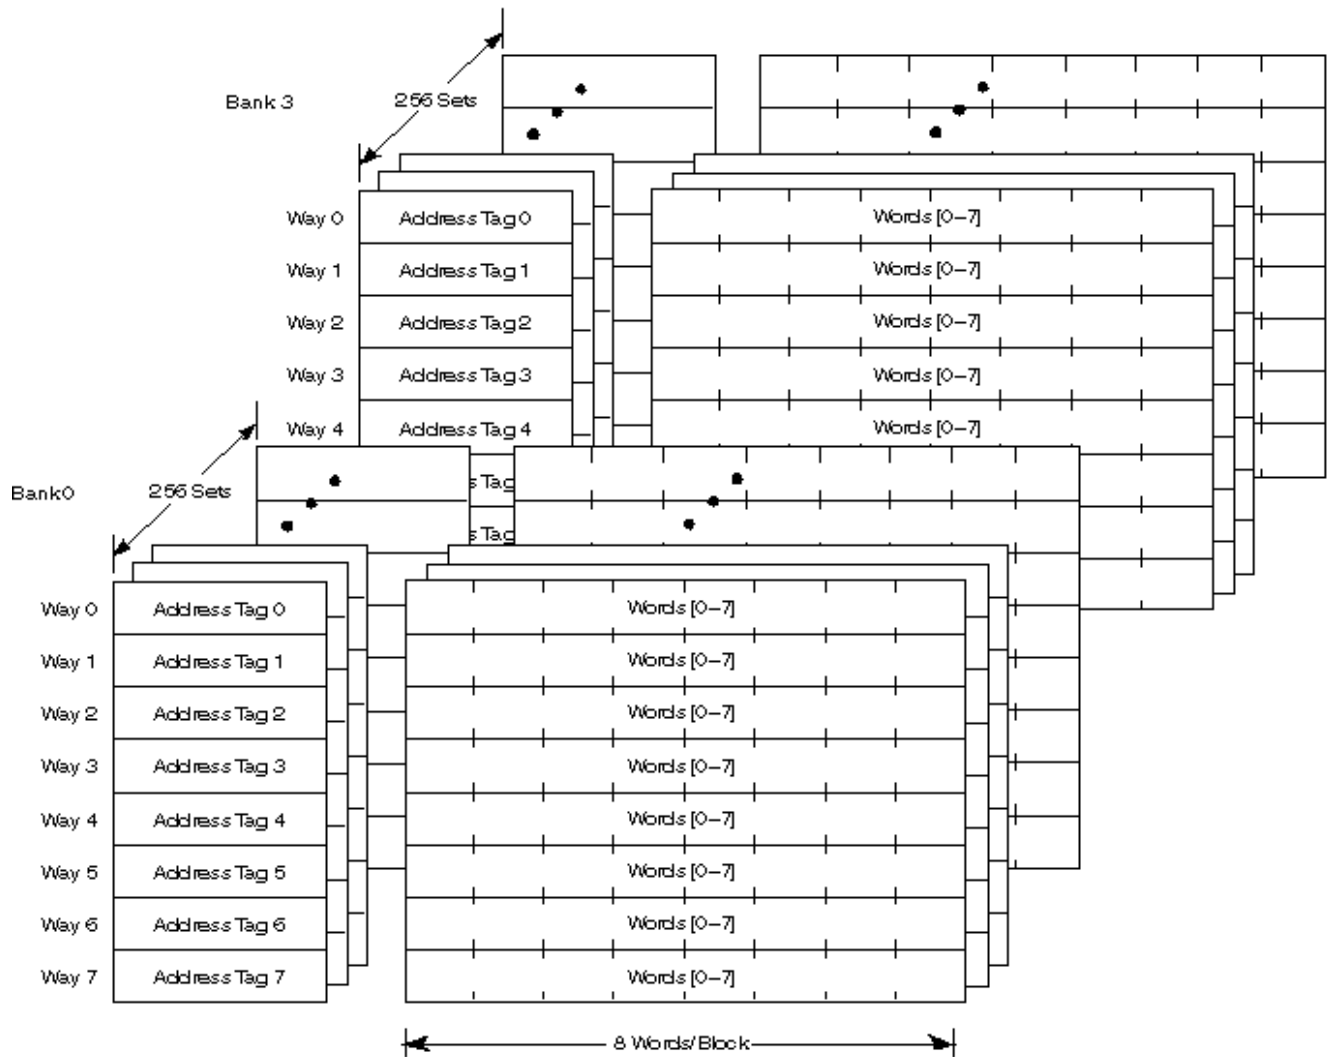 Bank 3
256 Sets
Way 0 Address Tag 0 Words [0–7]
Way 1 Address Tag 1 Words [0–7]
Way 2 Address Tag 2 Words [0–7]
Way 3 Address Tag 3 Words [0–7]
Way 4 Address Tag 4 Words [0–7]
Bank 0
256 Sets
s Tag
s Tag
Way 0 Address Tag 0 Words [0–7]
Way 1 Address Tag 1 Words [0–7]
Way 2 Address Tag 2 Words [0–7]
Way 3 Address Tag 3 Words [0–7]
Way 4 Address Tag 4 Words [0–7]
Way 5 Address Tag 5 Words [0–7]
Way 6 Address Tag 6 Words [0–7]
Way 7 Address Tag 7 Words [0–7]
8 Words/Block